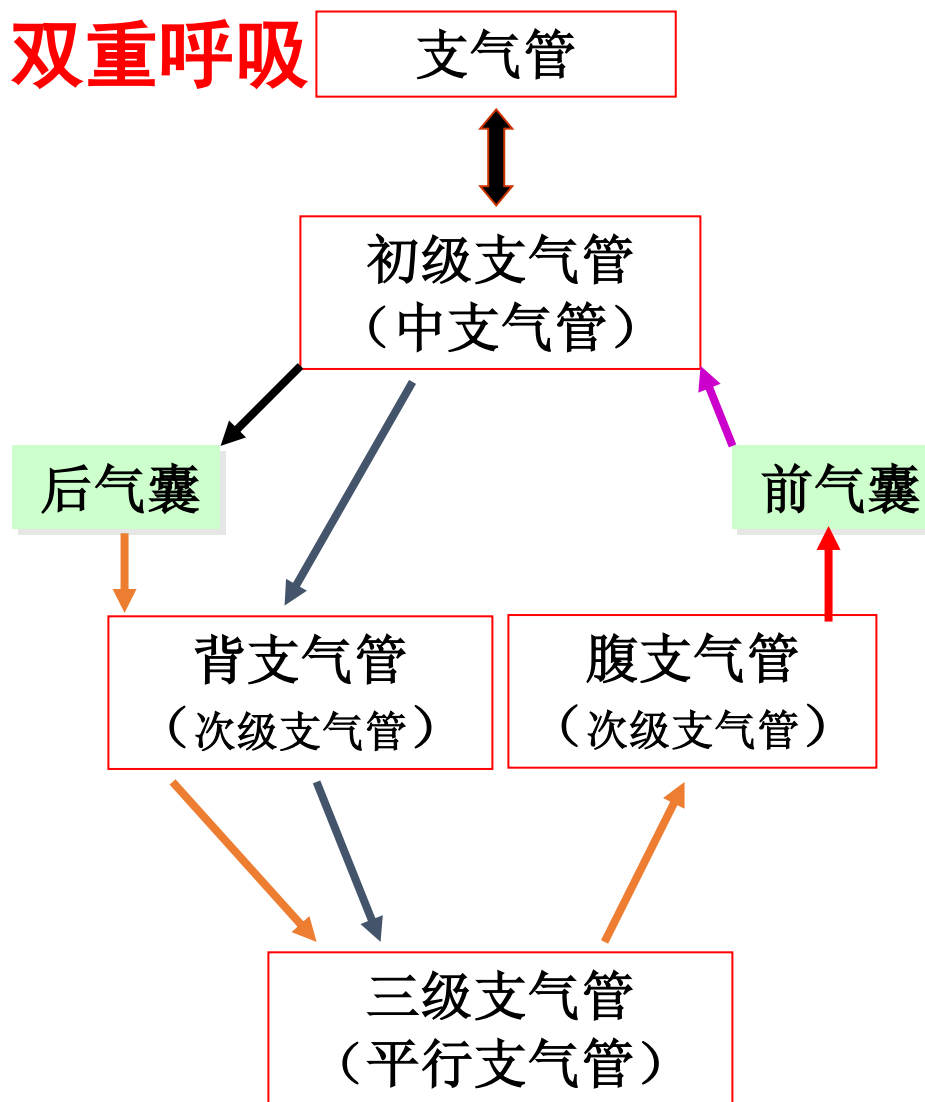 双重呼吸
支气管
初级支气管
（中支气管）
后气囊
前气囊
背支气管
（次级支气管）
腹支气管
（次级支气管）
三级支气管
（平行支气管）